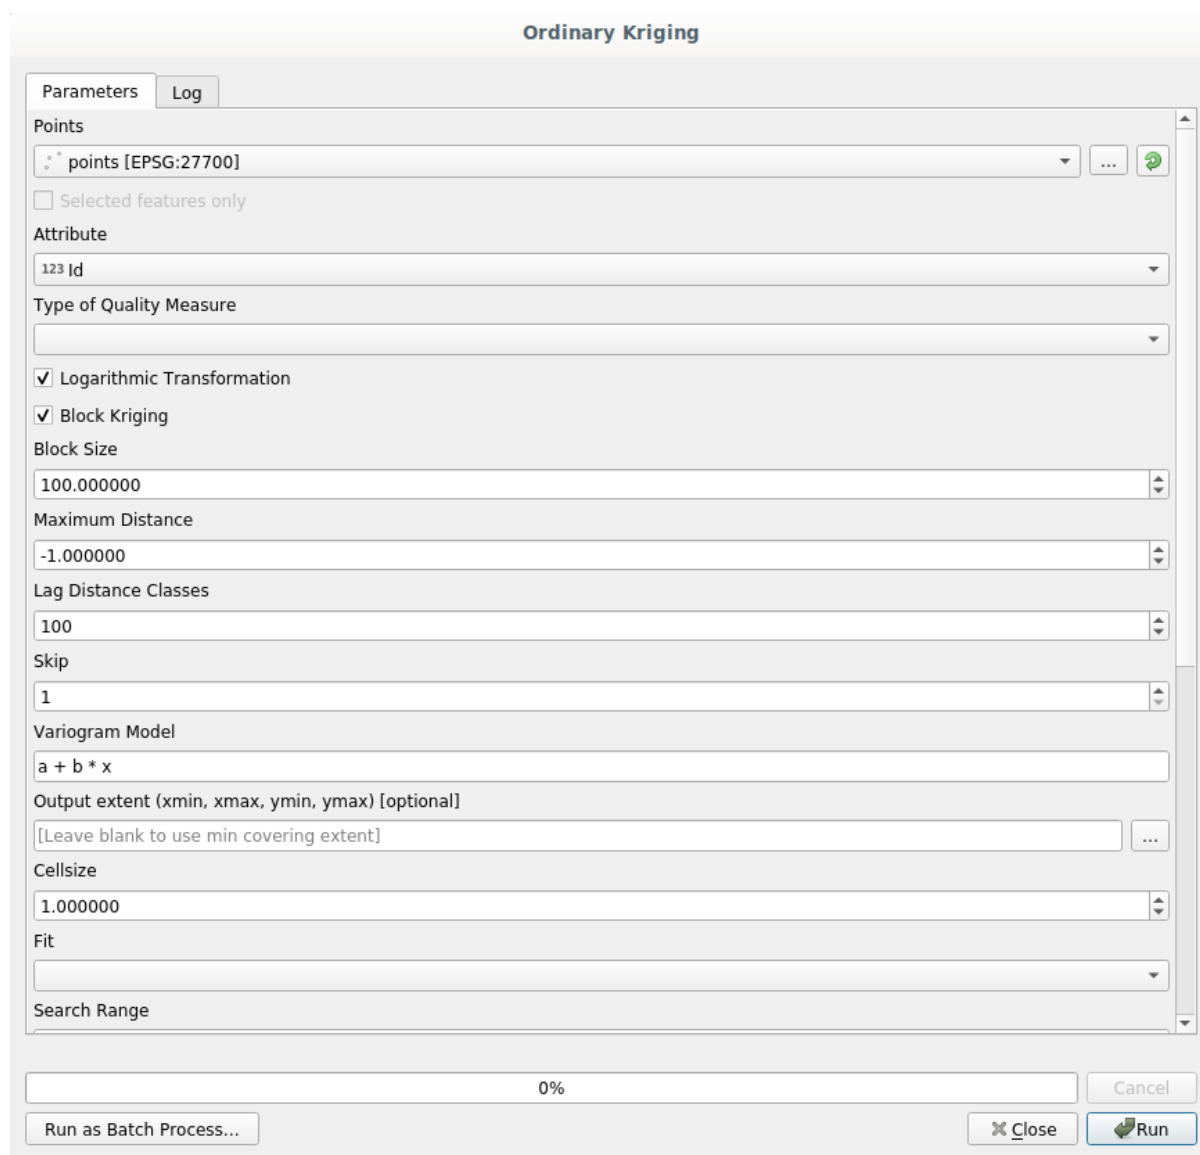 Ordinary Kriging
Parameters
Log
Points
points [EPSG:27700]
...
Selected features only
Attribute
123 Id
Type of Quality Measure
Logarithmic Transformation
Block Kriging
Block Size
100.000000
Maximum Distance
-1.000000
Lag Distance Classes
100
Skip
1
Variogram Model
a + b * x
Output extent (xmin, xmax, ymin, ymax) [optional]
[Leave blank to use min covering extent]
...
Cellsize
1.000000
Fit
Search Range
0%
Cancel
Run as Batch Process...
Close
Run